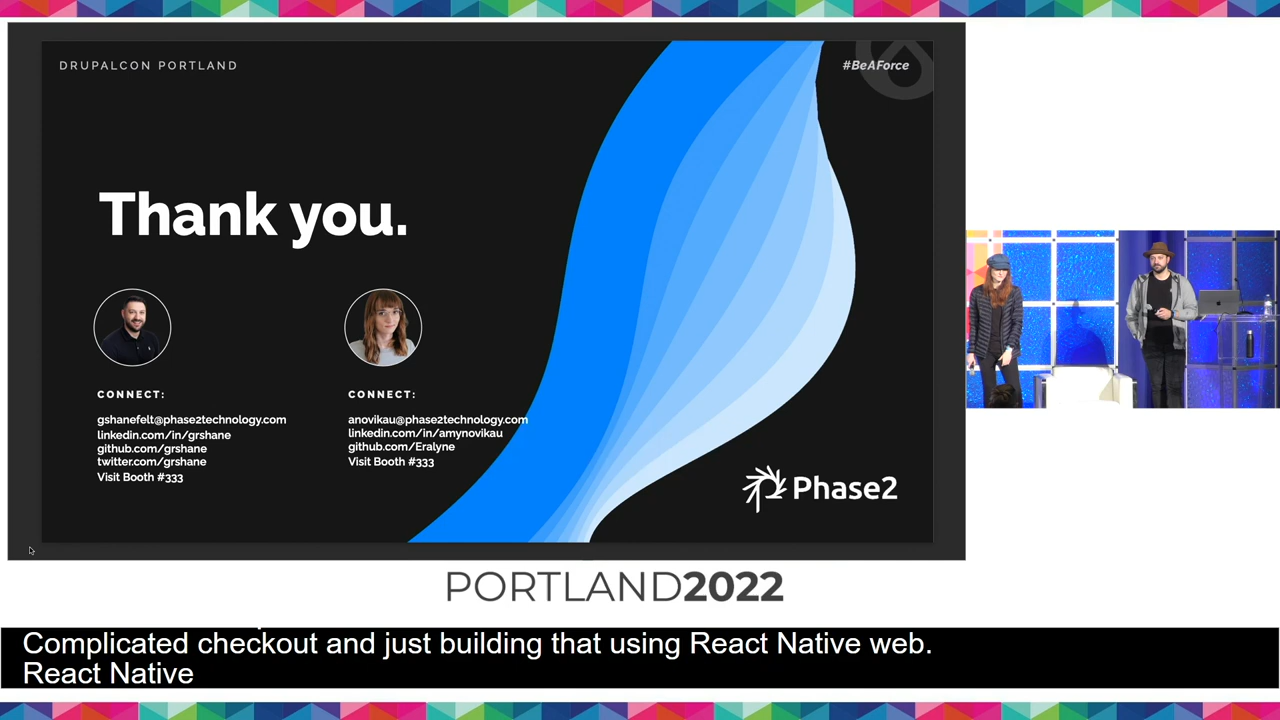 DRUPALCON PORTLAND
#BeAForce
Thank you.
CONNECT:
gshanefelt@phase2technology.com
linkedin.com/in/grshane
github.com/grshane
twitter.com/grshane
Visit Booth #333
CONNECT:
anovikau@phase2technology.com
linkedin.com/in/amynovikau
github.com/Eralyne
Visit Booth #333
Phase2
PORTLAND2022
Complicated checkout and just building that using React Native web.
React Native